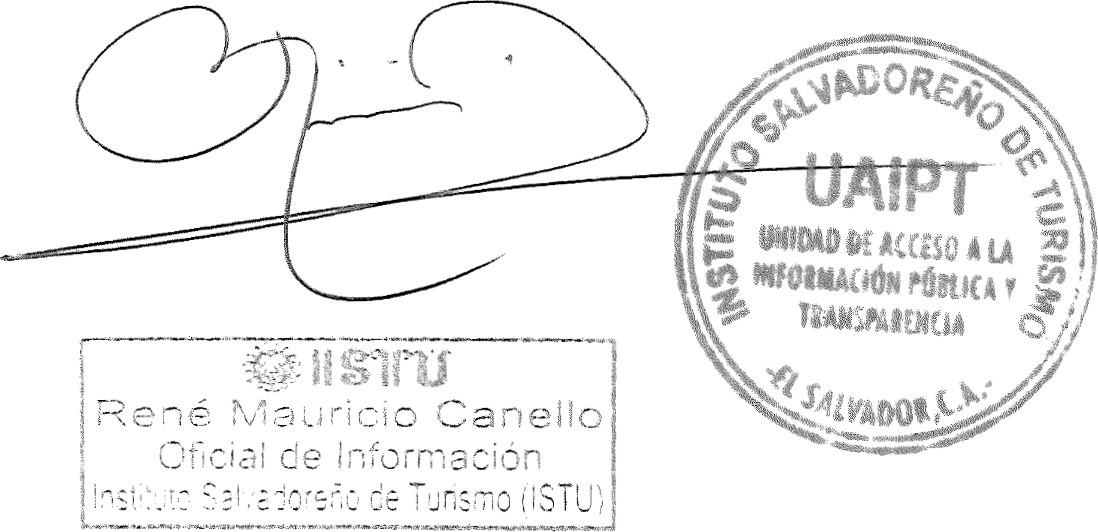 INSTITUTO SALVADOREÑO DE TURISMO
UAIPT
UNIDAD DE ACCESO A LA
INFORMACIÓN PÚBLICA Y
TRANSPARENCIA
-EL SALVADOR, C.A.-
ISTU
René Mauricio Canello
Oficial de Información
Instituto Salvadoreño de Turismo (ISTU)